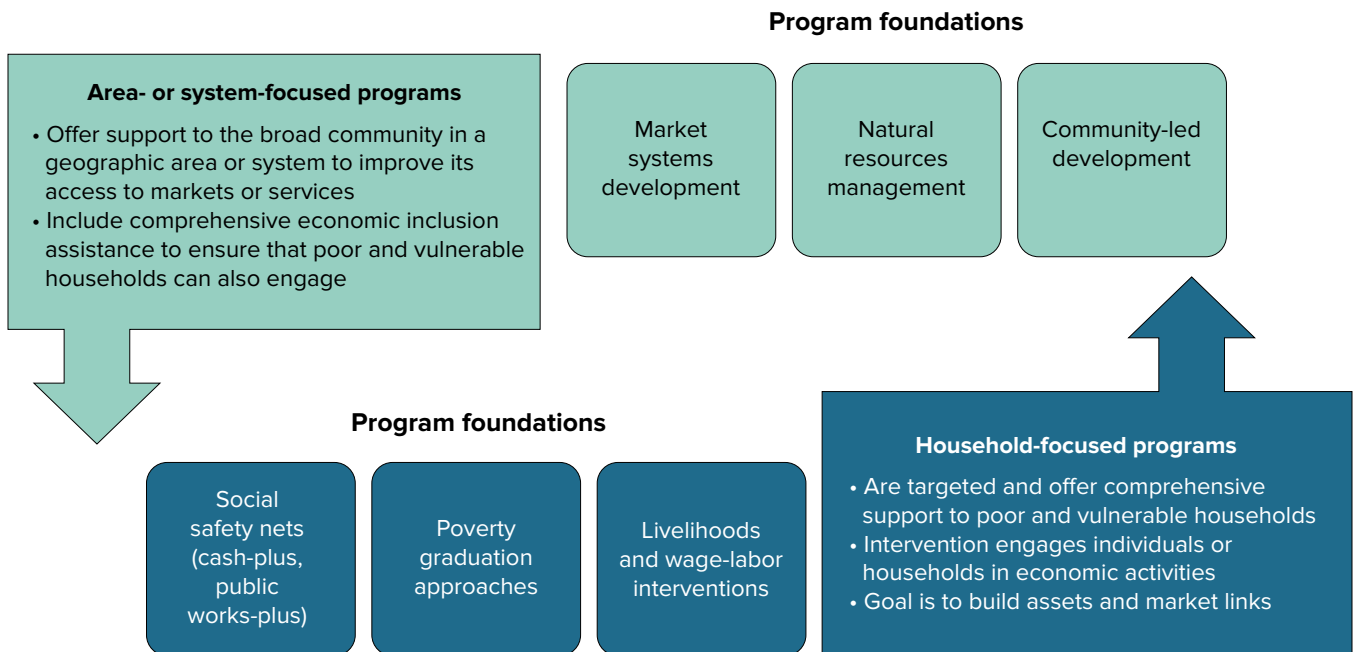 Program foundations
Area- or system-focused programs
• Offer support to the broad community in a
geographic area or system to improve its
access to markets or services
• Include comprehensive economic inclusion
assistance to ensure that poor and vulnerable
households can also engage
Market
systems
development
Natural
resources
management
Community-led
development
Program foundations
Social
safety nets
(cash-plus,
public
works-plus)
Poverty
graduation
approaches
Livelihoods
and wage-labor
interventions
Household-focused programs
• Are targeted and offer comprehensive
support to poor and vulnerable households
• Intervention engages individuals or
households in economic activities
• Goal is to build assets and market links